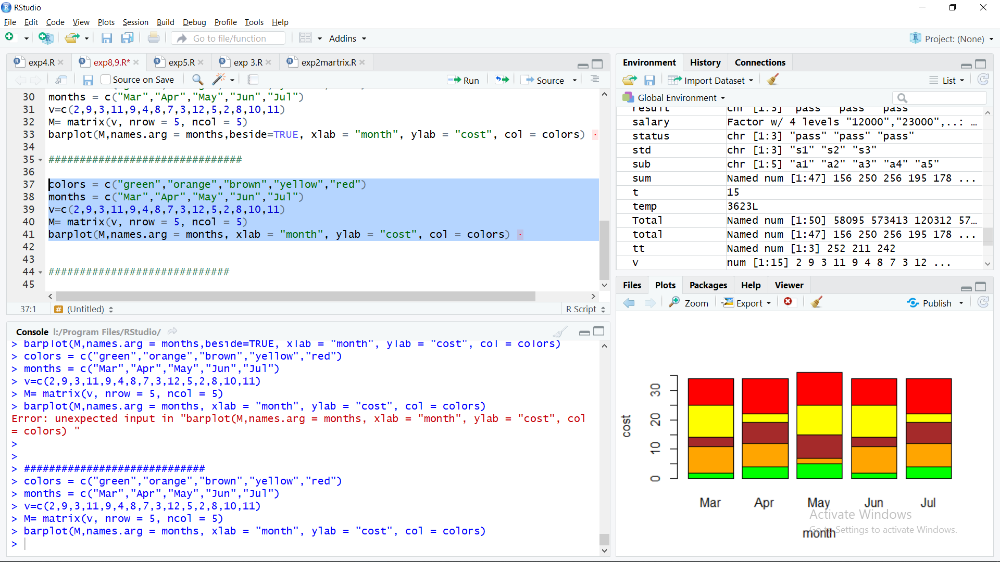 RStudio
File Edit Code View Plots Session Build Debug Profile Tools Help
Go to file/function Addins Project: (None)
exp4.R exp8,9.R* exp5.R exp 3.R exp2martrix.R
Source on Save Run Source
30 months = c("Mar","Apr","May","Jun","Jul")
31 v=c(2,9,3,11,9,4,8,7,3,12,5,2,8,10,11)
32 M= matrix(v, nrow = 5, ncol = 5)
33 barplot(M,names.arg = months,beside=TRUE, xlab = "month", ylab = "cost", col = colors) ·
34
35 ###############################
36
37 colors = c("green","orange","brown","yellow","red")
38 months = c("Mar","Apr","May","Jun","Jul")
39 v=c(2,9,3,11,9,4,8,7,3,12,5,2,8,10,11)
40 M= matrix(v, nrow = 5, ncol = 5)
41 barplot(M,names.arg = months, xlab = "month", ylab = "cost", col = colors) ·
42
43
44 #############################
45
37:1 # (Untitled) R Script
Console I:/Program Files/RStudio/
> barplot(M,names.arg = months,beside=TRUE, xlab = "month", ylab = "cost", col = colors)
> colors = c("green","orange","brown","yellow","red")
> months = c("Mar","Apr","May","Jun","Jul")
> v=c(2,9,3,11,9,4,8,7,3,12,5,2,8,10,11)
> M= matrix(v, nrow = 5, ncol = 5)
> barplot(M,names.arg = months, xlab = "month", ylab = "cost", col = colors)
Error: unexpected input in "barplot(M,names.arg = months, xlab = "month", ylab = "cost", col
= colors) "
>
>
> #############################
> colors = c("green","orange","brown","yellow","red")
> months = c("Mar","Apr","May","Jun","Jul")
> v=c(2,9,3,11,9,4,8,7,3,12,5,2,8,10,11)
> M= matrix(v, nrow = 5, ncol = 5)
> barplot(M,names.arg = months, xlab = "month", ylab = "cost", col = colors)
>
Environment History Connections
Import Dataset List
Global Environment
result chr [1:3] "pass" "pass" "pass"
salary Factor w/ 4 levels "12000","23000",..: …
status chr [1:3] "pass" "pass" "pass"
std chr [1:3] "s1" "s2" "s3"
sub chr [1:5] "a1" "a2" "a3" "a4" "a5"
sum Named num [1:47] 156 250 256 195 178 ...
t 15
temp 3623L
Total Named num [1:50] 58095 573413 120312 57…
total Named num [1:47] 156 250 256 195 178 ...
tt Named num [1:3] 252 211 242
v num [1:15] 2 9 3 11 9 4 8 7 3 12 ...
Files Plots Packages Help Viewer
Zoom Export Publish
cost
30
20
10
0
Mar Apr May Jun Jul
month
Activate Windows
Go to Settings to activate Windows.